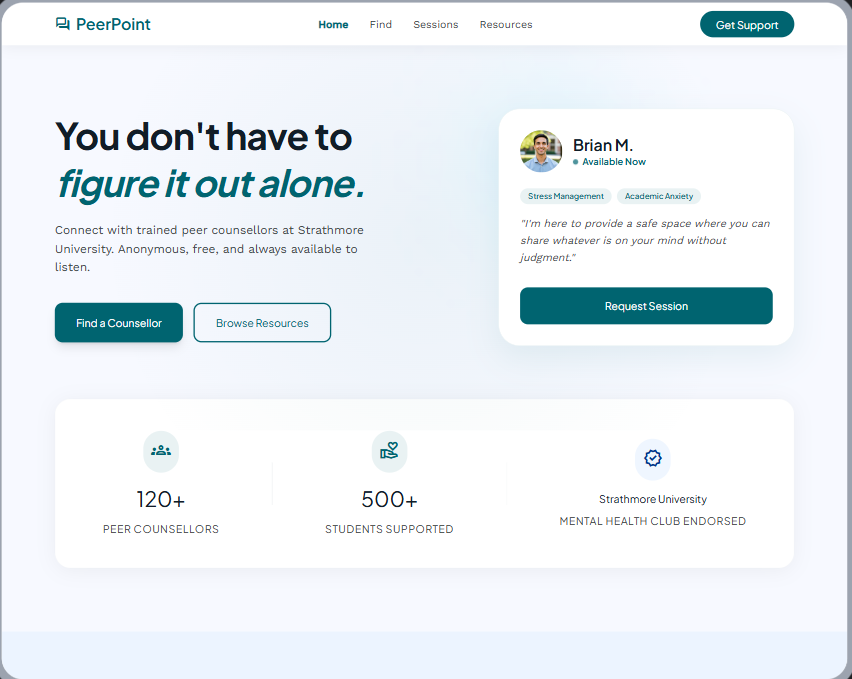 PeerPoint
Home Find Sessions Resources
Get Support
You don't have to
figure it out alone.
Connect with trained peer counsellors at Strathmore
University. Anonymous, free, and always available to
listen.
Find a Counsellor
Browse Resources
Brian M.
Available Now
Stress Management
Academic Anxiety
"I'm here to provide a safe space where you can
share whatever is on your mind without
judgment."
Request Session
120+
PEER COUNSELLORS
500+
STUDENTS SUPPORTED
Strathmore University
MENTAL HEALTH CLUB ENDORSED